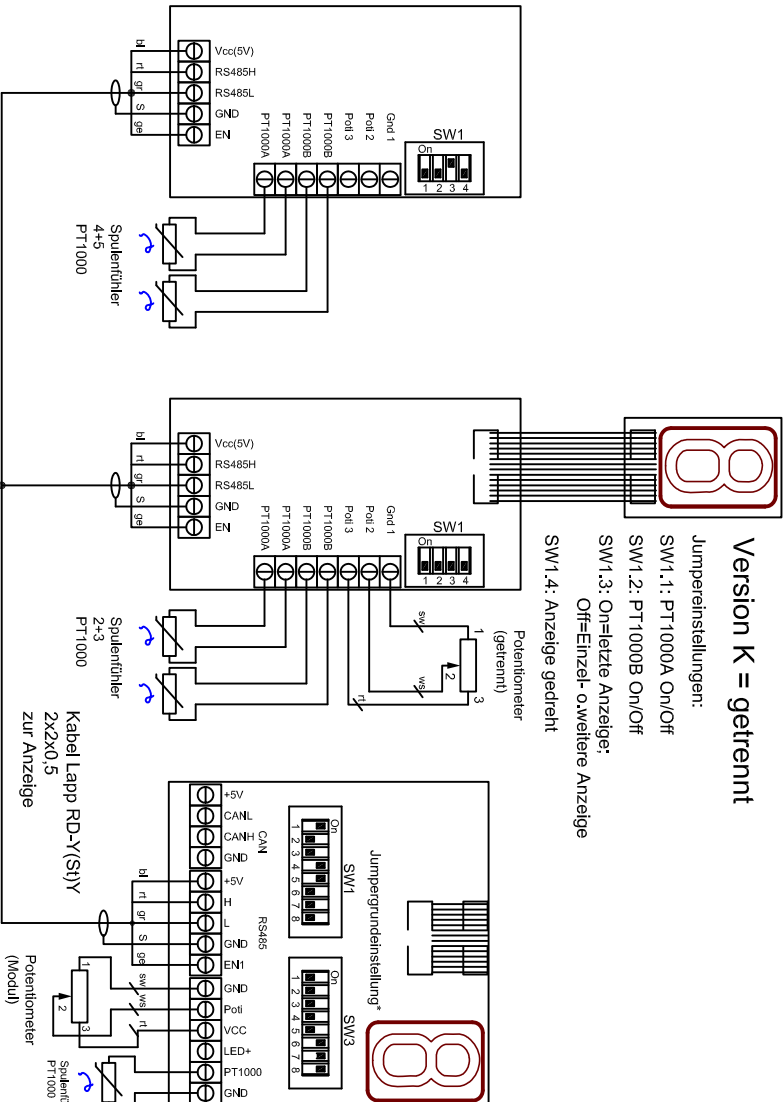 Version K = getrennt
Jumpereinstellungen:
SW1.1: PT1000A On/Off
SW1.2: PT1000B On/Off
SW1.3: On=letzte Anzeige;
Off=Einzel- o.weitere Anzeige
SW1.4: Anzeige gedreht
bl
rt
gr
S
ge
Vcc(5V)
RS485H
RS485L
GND
EN
PT1000A
PT1000A
PT1000B
PT1000B
Poti 3
Poti 2
Gnd 1
SW1
On
1 2 3 4
Spulenfühler
4+5
PT1000
bl
rt
gr
S
ge
Vcc(5V)
RS485H
RS485L
GND
EN
PT1000A
PT1000A
PT1000B
PT1000B
Poti 3
Poti 2
Gnd 1
SW1
On
1 2 3 4
Spulenfühler
2+3
PT1000
Potentiometer
(getrennt)
sw
ws
rt
1
2
3
Kabel Lapp RD-Y(St)Y
2x2x0,5
zur Anzeige
+5V
CANL
CANH
GND
CAN
+5V
H
L
GND
EN1
RS485
GND
Poti
VCC
LED+
PT1000
GND
bl
rt
gr
S
ge
sw
ws
rt
Jumpergrundeinstellung*
SW1
On
1 2 3 4 5 6 7 8
SW3
On
1 2 3 4 5 6 7 8
Potentiometer
(Modul)
1
2
3
PT1000